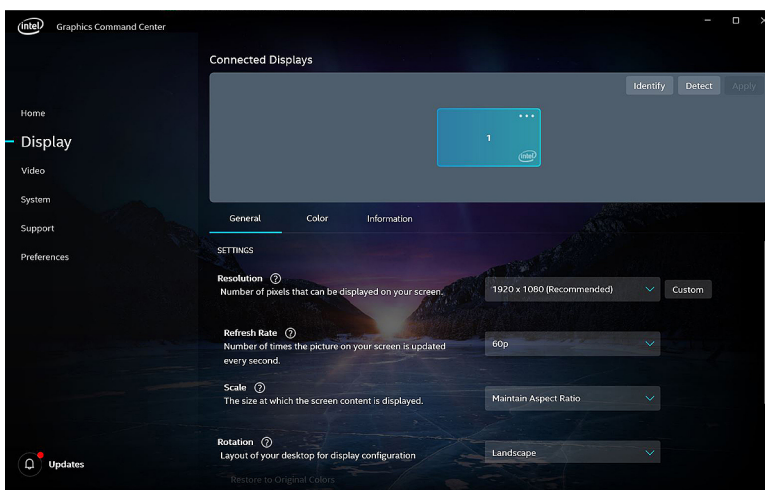 intel
Graphics Command Center
Connected Displays
Identify Detect Apply
Home
Display
1
intel
Video
System
Support
Preferences
General Color Information
SETTINGS
Resolution ?
Number of pixels that can be displayed on your screen.
1920 x 1080 (Recommended)
Custom
Refresh Rate ?
Number of times the picture on your screen is updated
every second.
60p
Scale ?
The size at which the screen content is displayed.
Maintain Aspect Ratio
Rotation ?
Layout of your desktop for display configuration
Landscape
Updates
Restore to Original Colors